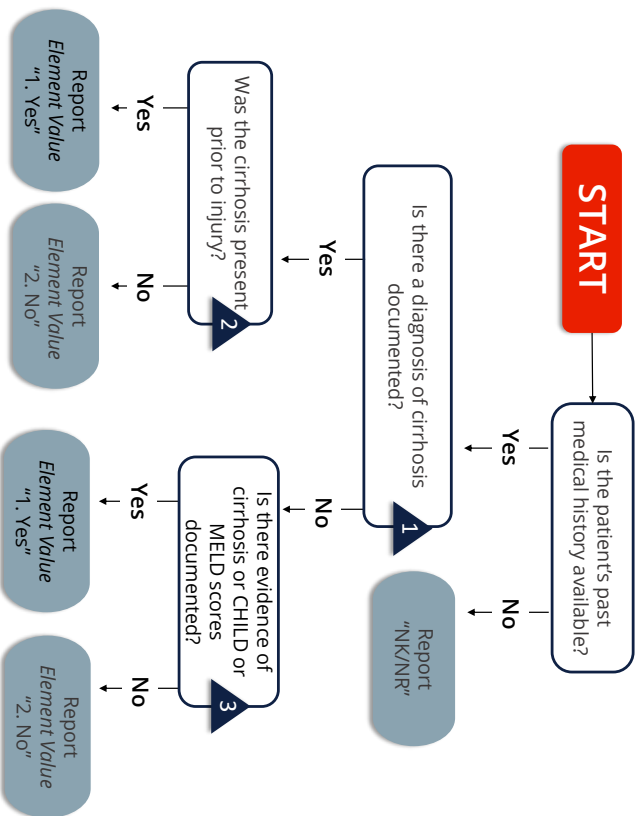 START
Is the patient's past
medical history available?
Yes
No
Report
"NK/NR"
Is there a diagnosis of cirrhosis
documented?
1
Yes
No
Was the cirrhosis present
prior to injury?
2
Is there evidence of
cirrhosis or CHILD or
MELD scores
documented?
3
Yes
No
Yes
No
Report
Element Value
"1. Yes"
Report
Element Value
"2. No"
Report
Element Value
"1. Yes"
Report
Element Value
"2. No"